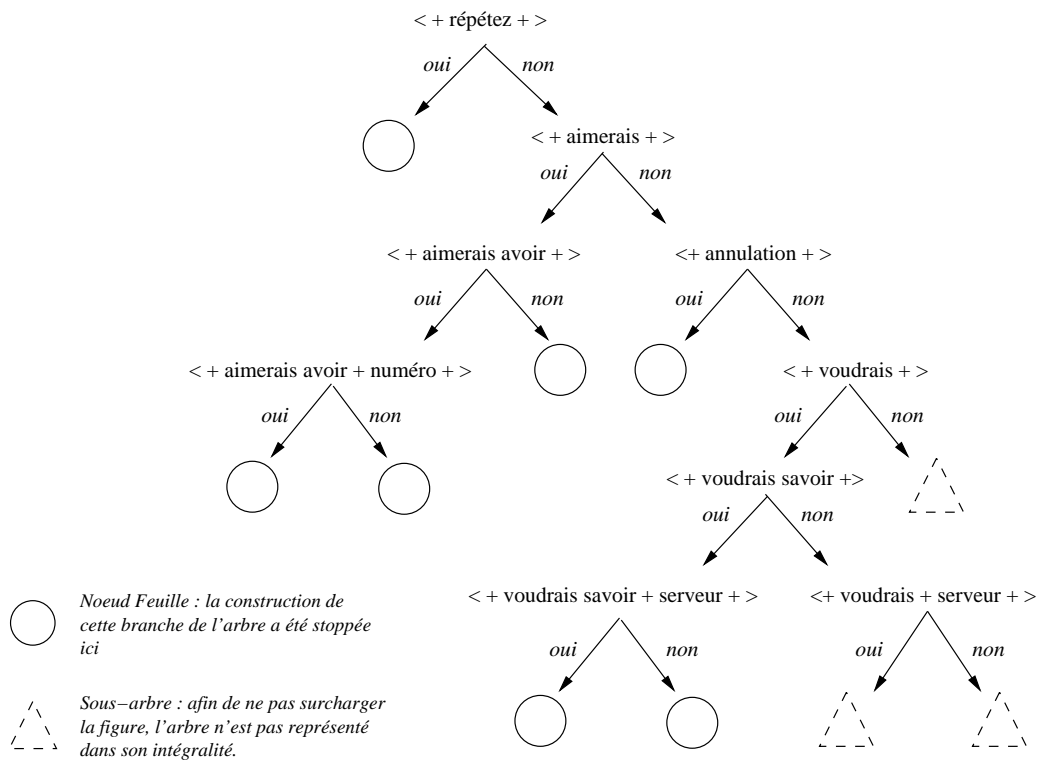 < + répétez + >
oui non
< + aimerais + >
oui non
< + aimerais avoir + > <+ annulation + >
oui non oui non
< + aimerais avoir + numéro + > < + voudrais + >
oui non oui non
< + voudrais savoir +>
oui non
< + voudrais savoir + serveur + > <+ voudrais + serveur + >
oui non oui non
Noeud Feuille : la construction de
cette branche de l'arbre a été stoppée
ici
Sous−arbre : afin de ne pas surcharger
la figure, l'arbre n'est pas représenté
dans son intégralité.